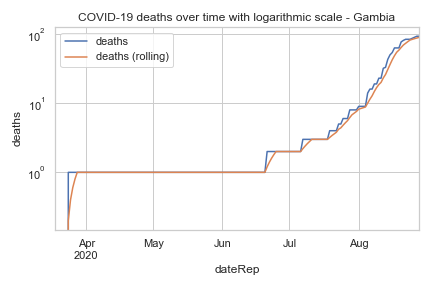 COVID-19 deaths over time with logarithmic scale - Gambia
deaths
deaths (rolling)
deaths
10²
10¹
10⁰
Apr
2020
May
Jun
Jul
Aug
dateRep